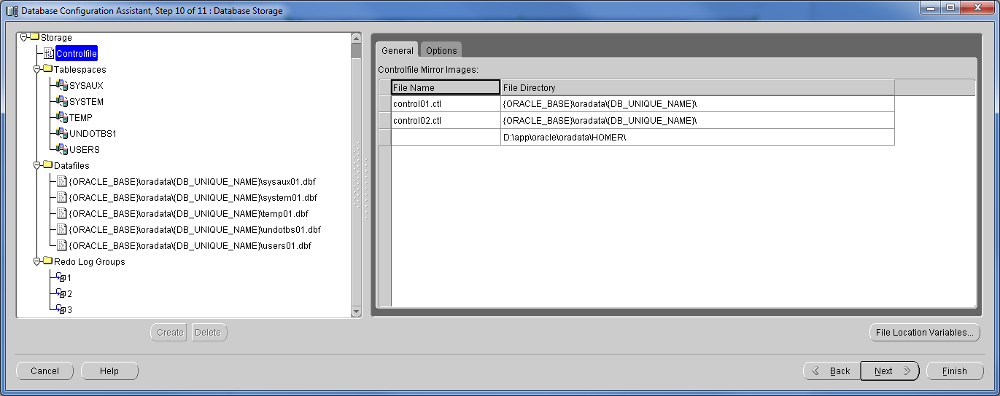 Database Configuration Assistant, Step 10 of 11 : Database Storage
Storage
Controlfile
Tablespaces
SYSAUX
SYSTEM
TEMP
UNDOTBS1
USERS
Datafiles
{ORACLE_BASE}\oradata\{DB_UNIQUE_NAME}\sysaux01.dbf
{ORACLE_BASE}\oradata\{DB_UNIQUE_NAME}\system01.dbf
{ORACLE_BASE}\oradata\{DB_UNIQUE_NAME}\temp01.dbf
{ORACLE_BASE}\oradata\{DB_UNIQUE_NAME}\undotbs01.dbf
{ORACLE_BASE}\oradata\{DB_UNIQUE_NAME}\users01.dbf
Redo Log Groups
1
2
3
Create Delete
General Options
Controlfile Mirror Images:
File Name File Directory
control01.ctl {ORACLE_BASE}\oradata\{DB_UNIQUE_NAME}\
control02.ctl {ORACLE_BASE}\oradata\{DB_UNIQUE_NAME}\
D:\app\oracle\oradata\HOMER\
File Location Variables...
Cancel Help Back Next Finish